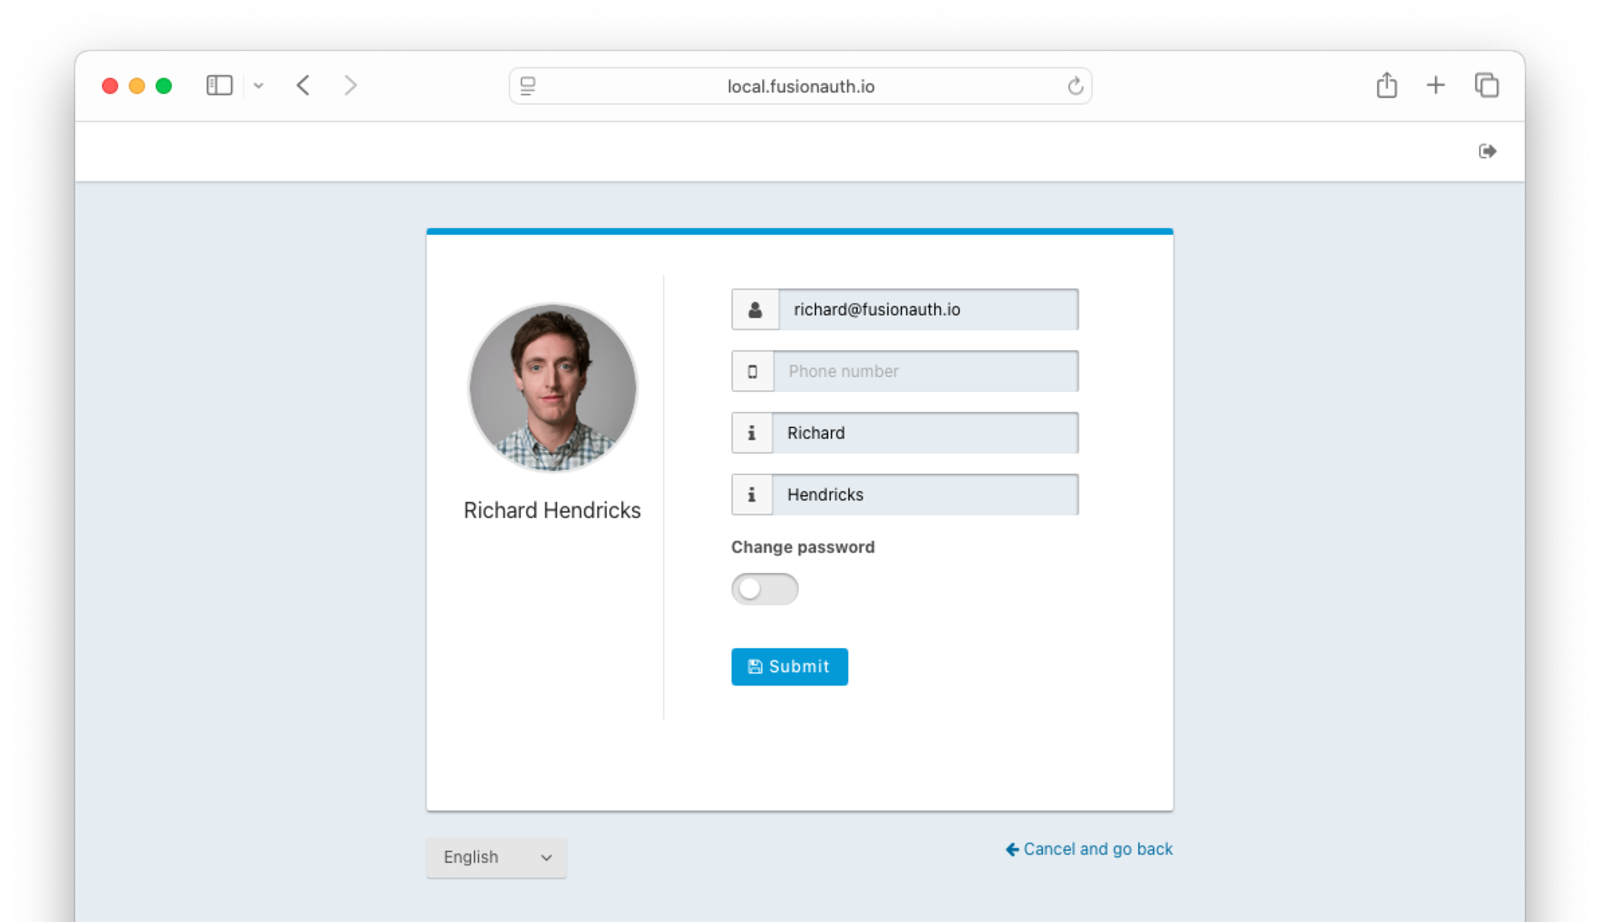 local.fusionauth.io
Richard Hendricks
richard@fusionauth.io
Phone number
Richard
Hendricks
Change password
Submit
English
Cancel and go back